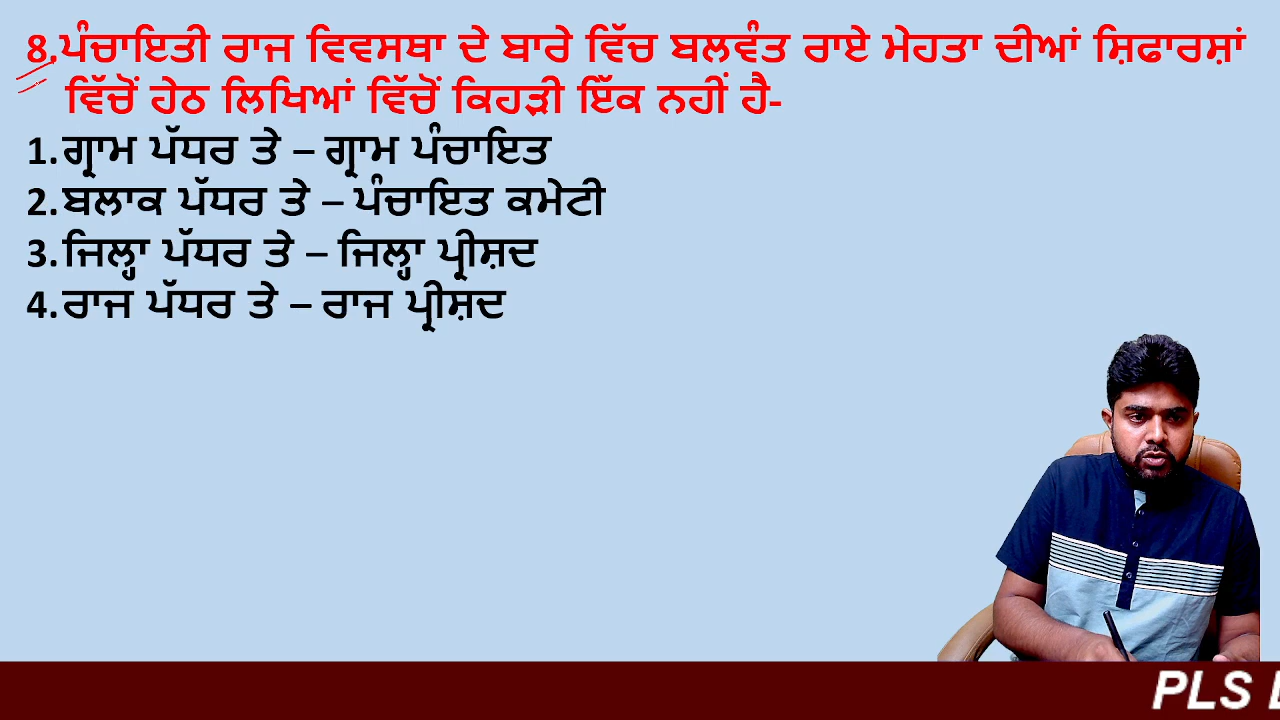 8.ਪੰਚਾਇਤੀ ਰਾਜ ਵਿਵਸਥਾ ਦੇ ਬਾਰੇ ਵਿੱਚ ਬਲਵੰਤ ਰਾਏ ਮੇਹਤਾ ਦੀਆਂ ਸ਼ਿਫਾਰਸ਼ਾਂ
ਵਿੱਚੋਂ ਹੇਠ ਲਿਖਿਆਂ ਵਿੱਚੋਂ ਕਿਹੜੀ ਇੱਕ ਨਹੀਂ ਹੈ-
1.ਗ੍ਰਾਮ ਪੱਧਰ ਤੇ – ਗ੍ਰਾਮ ਪੰਚਾਇਤ
2.ਬਲਾਕ ਪੱਧਰ ਤੇ – ਪੰਚਾਇਤ ਕਮੇਟੀ
3.ਜਿਲ੍ਹਾ ਪੱਧਰ ਤੇ – ਜਿਲ੍ਹਾ ਪ੍ਰੀਸ਼ਦ
4.ਰਾਜ ਪੱਧਰ ਤੇ – ਰਾਜ ਪ੍ਰੀਸ਼ਦ
PLS